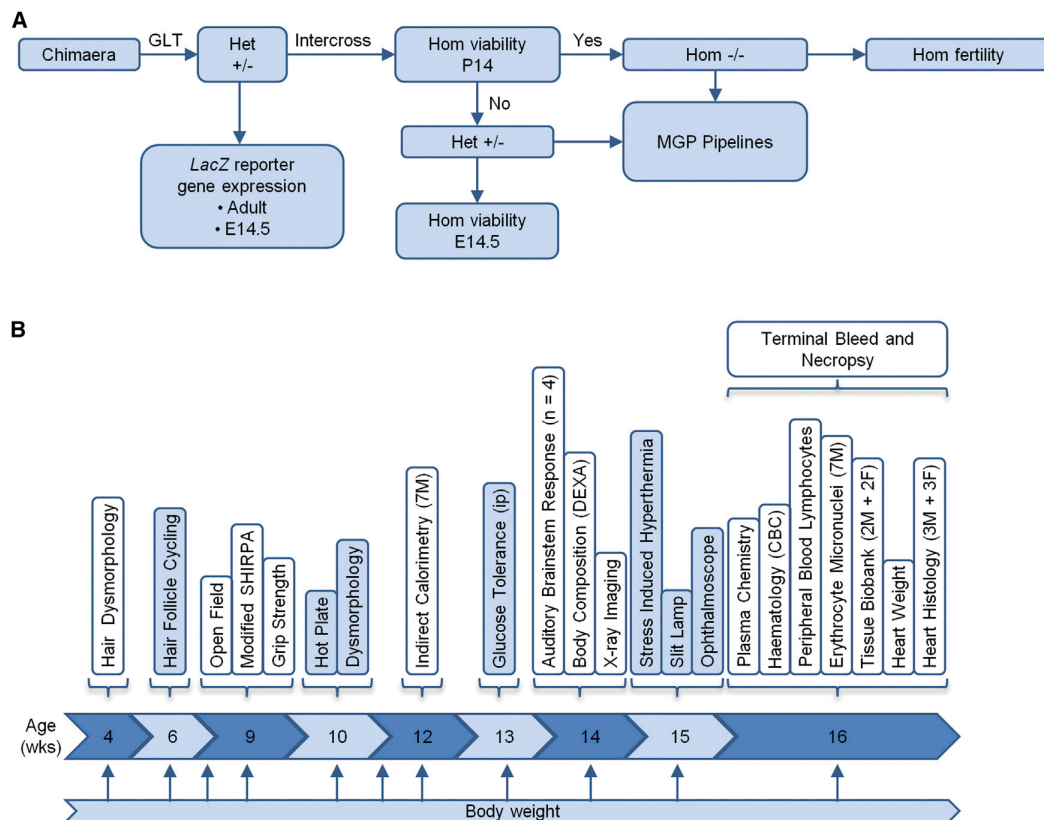 A
Chimaera
GLT
Het
+/-
Intercross
Hom viability
P14
Yes
Hom -/-
Hom fertility
No
Het +/-
MGP Pipelines
LacZ reporter
gene expression
• Adult
• E14.5
Hom viability
E14.5
B
Terminal Bleed and
Necropsy
Hair Dysmorphology
Hair Follicle Cycling
Open Field
Modified SHIRPA
Grip Strength
Hot Plate
Dysmorphology
Indirect Calorimetry (7M)
Glucose Tolerance (ip)
Auditory Brainstem Response (n = 4)
Body Composition (DEXA)
X-ray Imaging
Stress Induced Hyperthermia
Slit Lamp
Ophthalmoscope
Plasma Chemistry
Haematology (CBC)
Peripheral Blood Lymphocytes
Erythrocyte Micronuclei (7M)
Tissue Biobank (2M + 2F)
Heart Weight
Heart Histology (3M + 3F)
Age
(wks)
4
6
9
10
12
13
14
15
16
Body weight